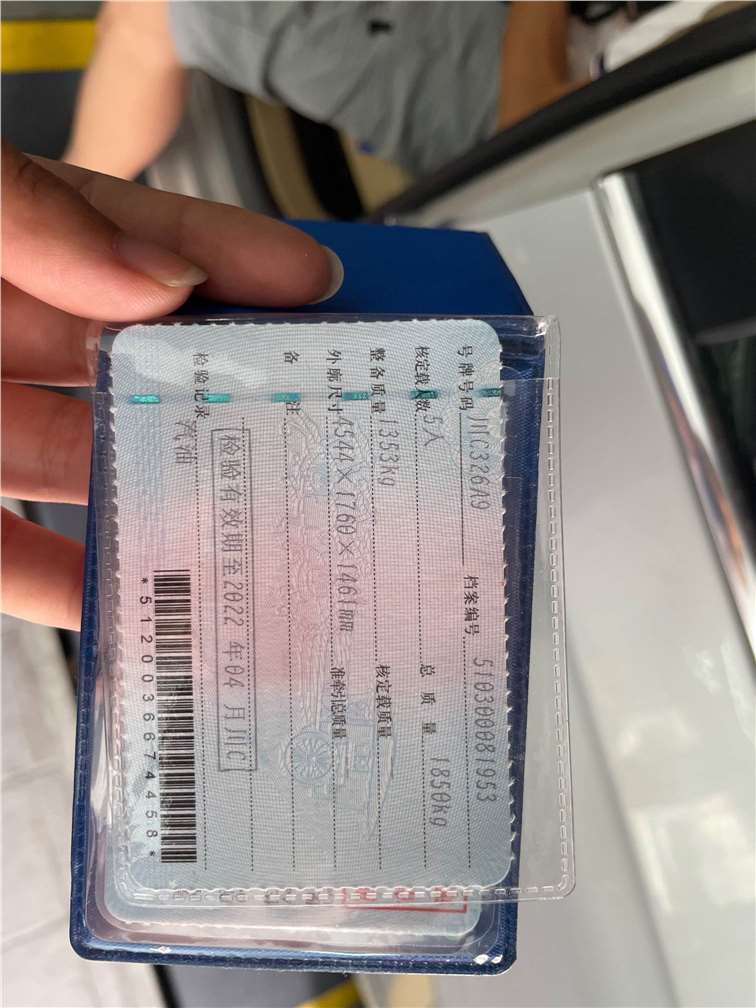 号牌号码 川C326A9 档案编号 510300081953
核定载人数 5人 总质量 1850kg
整备质量 1353kg 核定载质量
外廓尺寸 4544×1760×1461mm 准牵引总质量
备注
检验有效期至2022年04月川C
检验记录
汽油
*5120036674458*